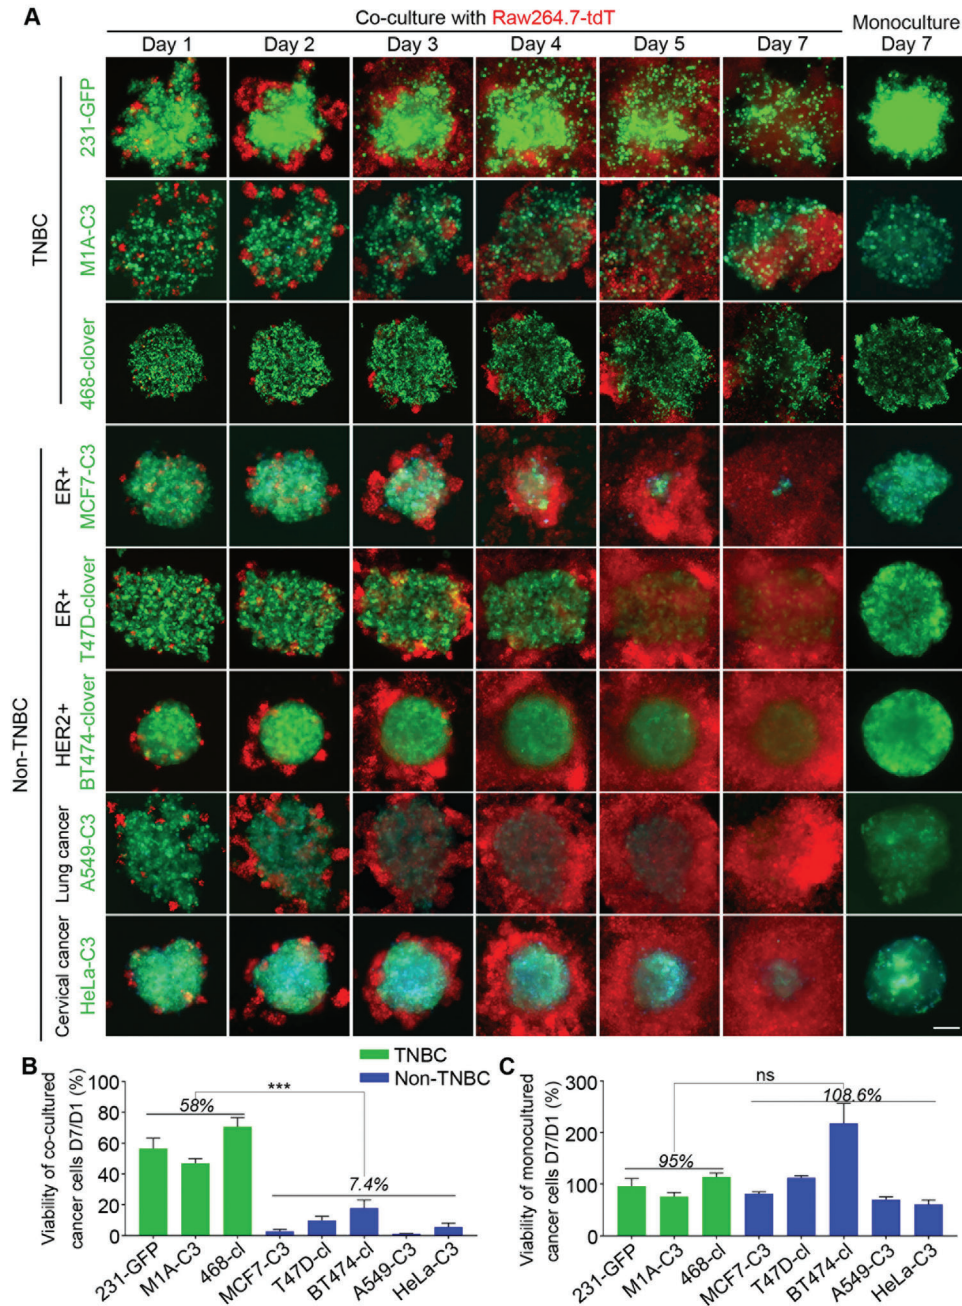 A
Co-culture with Raw264.7-tdT
Monoculture
Day 1
Day 2
Day 3
Day 4
Day 5
Day 7
Day 7
TNBC
231-GFP
M1A-C3
468-clover
Non-TNBC
ER+
MCF7-C3
ER+
T47D-clover
HER2+
BT474-clover
Lung cancer
A549-C3
Cervical cancer
HeLa-C3
B
TNBC
Non-TNBC
Viability of co-cultured
cancer cells D7/D1 (%)
100
80
60
40
20
0
58%
***
7.4%
231-GFP
M1A-C3
468-cl
MCF7-C3
T47D-cl
BT474-cl
A549-C3
HeLa-C3
C
Viability of monocultured
cancer cells D7/D1 (%)
300
200
100
0
95%
ns
108.6%
231-GFP
M1A-C3
468-cl
MCF7-C3
T47D-cl
BT474-cl
A549-C3
HeLa-C3